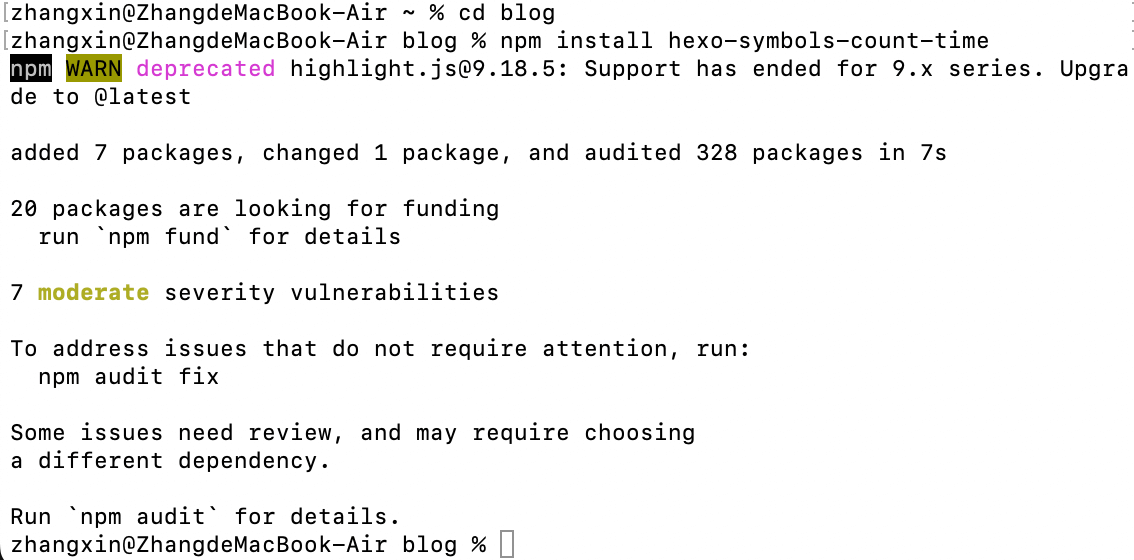 [zhangxin@ZhangdeMacBook-Air ~ % cd blog
[zhangxin@ZhangdeMacBook-Air blog % npm install hexo-symbols-count-time
npm WARN deprecated highlight.js@9.18.5: Support has ended for 9.x series. Upgra
de to @latest
added 7 packages, changed 1 package, and audited 328 packages in 7s
20 packages are looking for funding
  run `npm fund` for details
7 moderate severity vulnerabilities
To address issues that do not require attention, run:
  npm audit fix
Some issues need review, and may require choosing
a different dependency.
Run `npm audit` for details.
zhangxin@ZhangdeMacBook-Air blog %